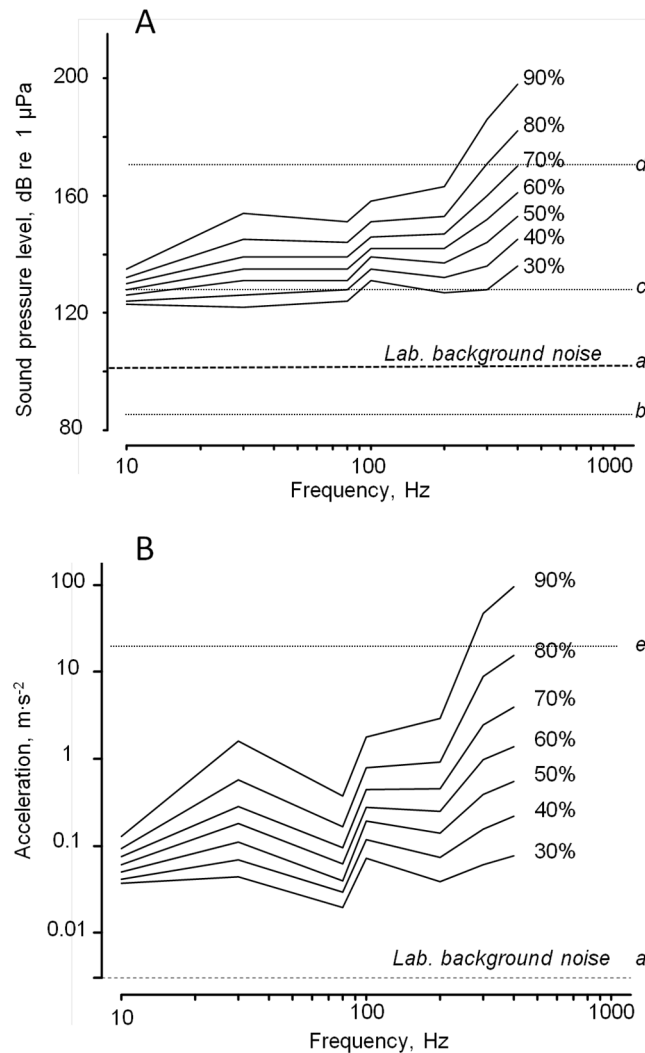 A
Sound pressure level, dB re 1 μPa
200
160
120
80
90%
80%
70%
60%
50%
40%
30%
d
c
Lab. background noise a
b
10
100
1000
Frequency, Hz
B
Acceleration, m·s-2
100
10
1
0.1
0.01
90%
e
80%
70%
60%
50%
40%
30%
Lab. background noise a
10
100
1000
Frequency, Hz